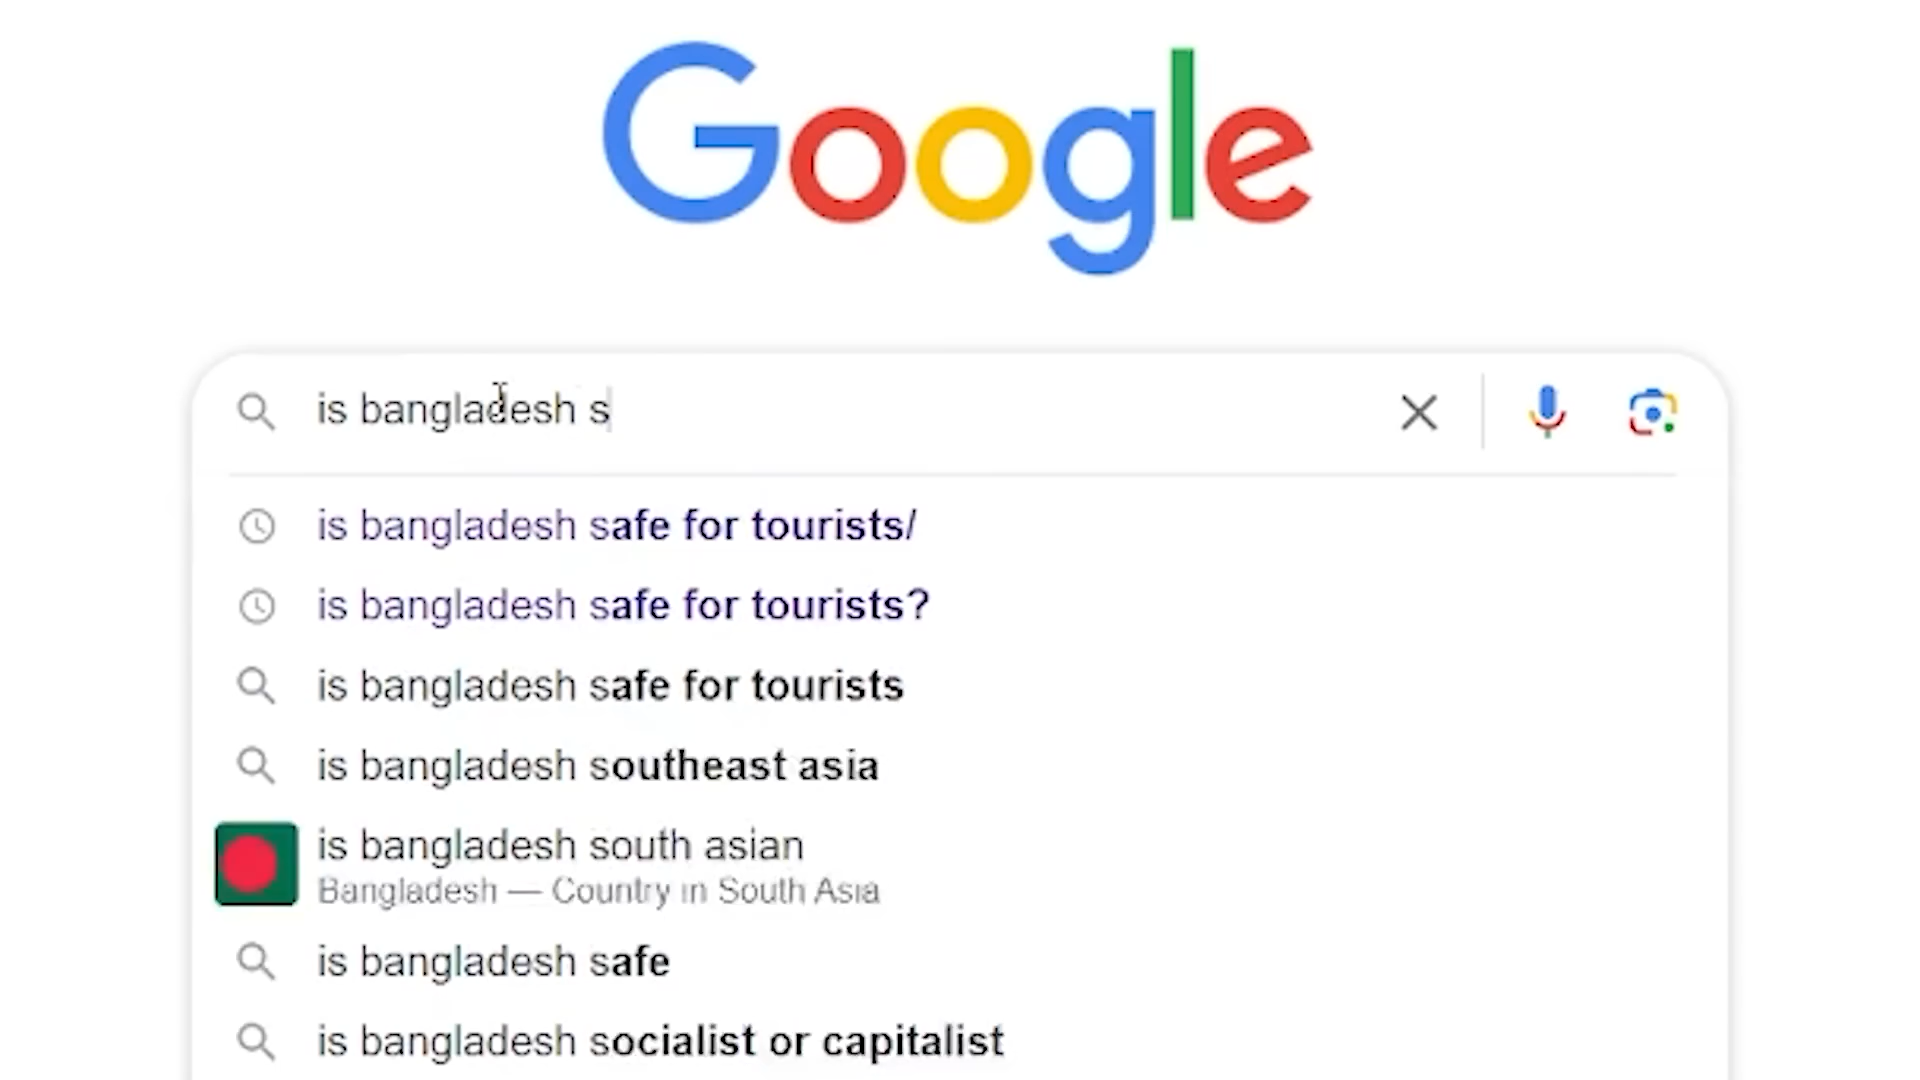 Google
is bangladesh s
is bangladesh safe for tourists/
is bangladesh safe for tourists?
is bangladesh safe for tourists
is bangladesh southeast asia
is bangladesh south asian
Bangladesh — Country in South Asia
is bangladesh safe
is bangladesh socialist or capitalist